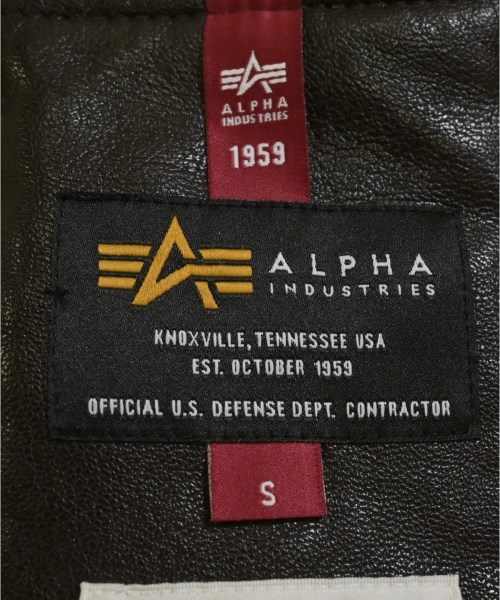 ALPHA
INDUSTRIES
1959
ALPHA
INDUSTRIES
KNOXVILLE, TENNESSEE USA
EST. OCTOBER 1959
OFFICIAL U.S. DEFENSE DEPT. CONTRACTOR
S